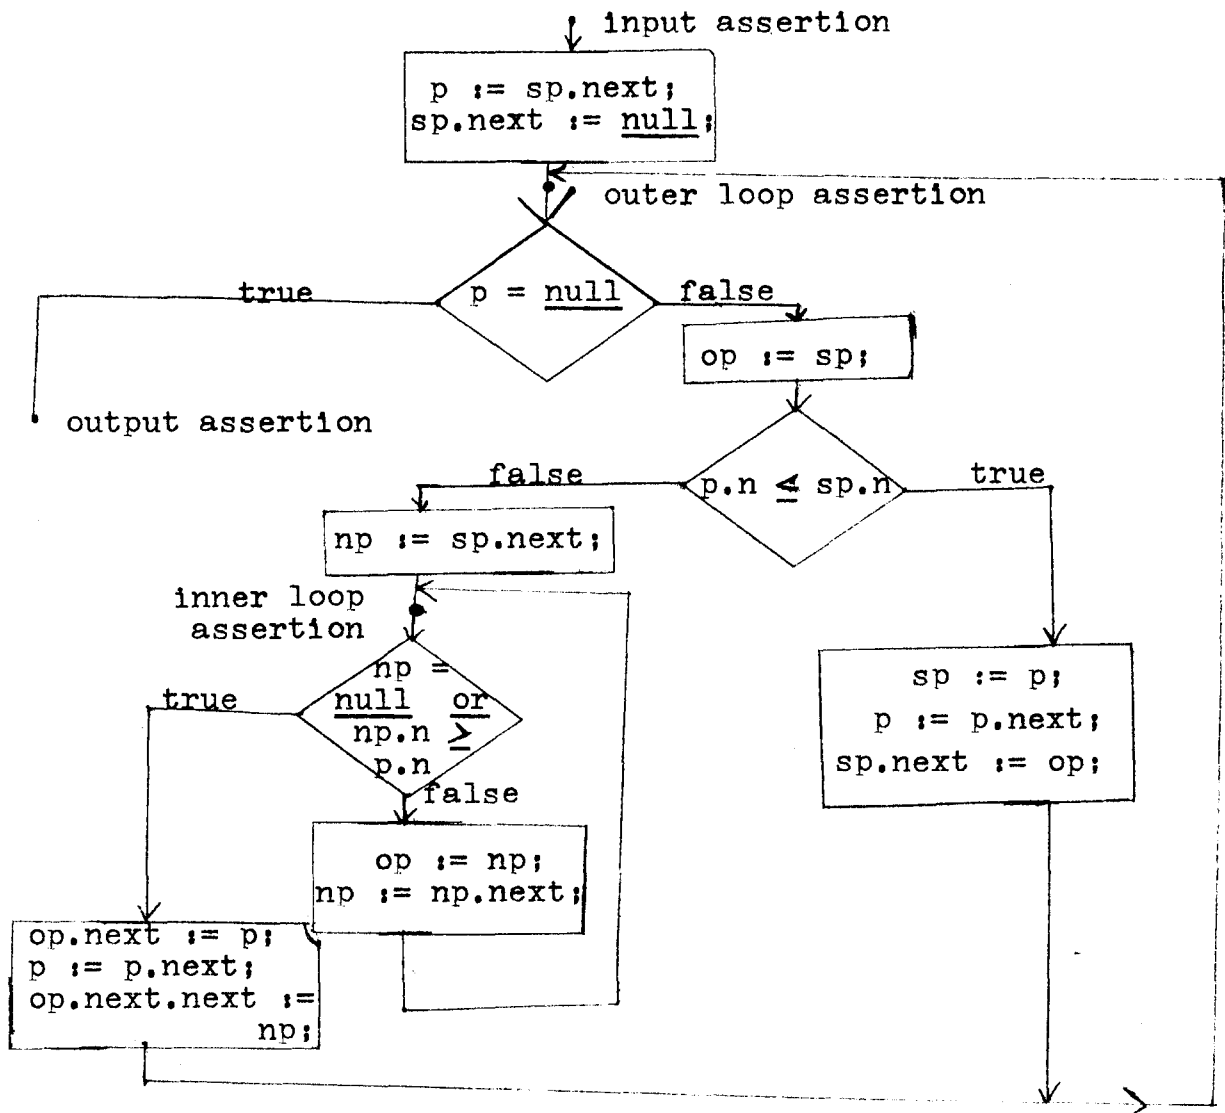 input assertion
p := sp.next;
sp.next := null;
outer loop assertion
true
p = null
false
op := sp;
output assertion
false
p.n ≤ sp.n
true
np := sp.next;
inner loop
assertion
np =
null or
np.n ≥
p.n
true
false
sp := p;
p := p.next;
sp.next := op;
op := np;
np := np.next;
op.next := p;
p := p.next;
op.next.next :=
np;